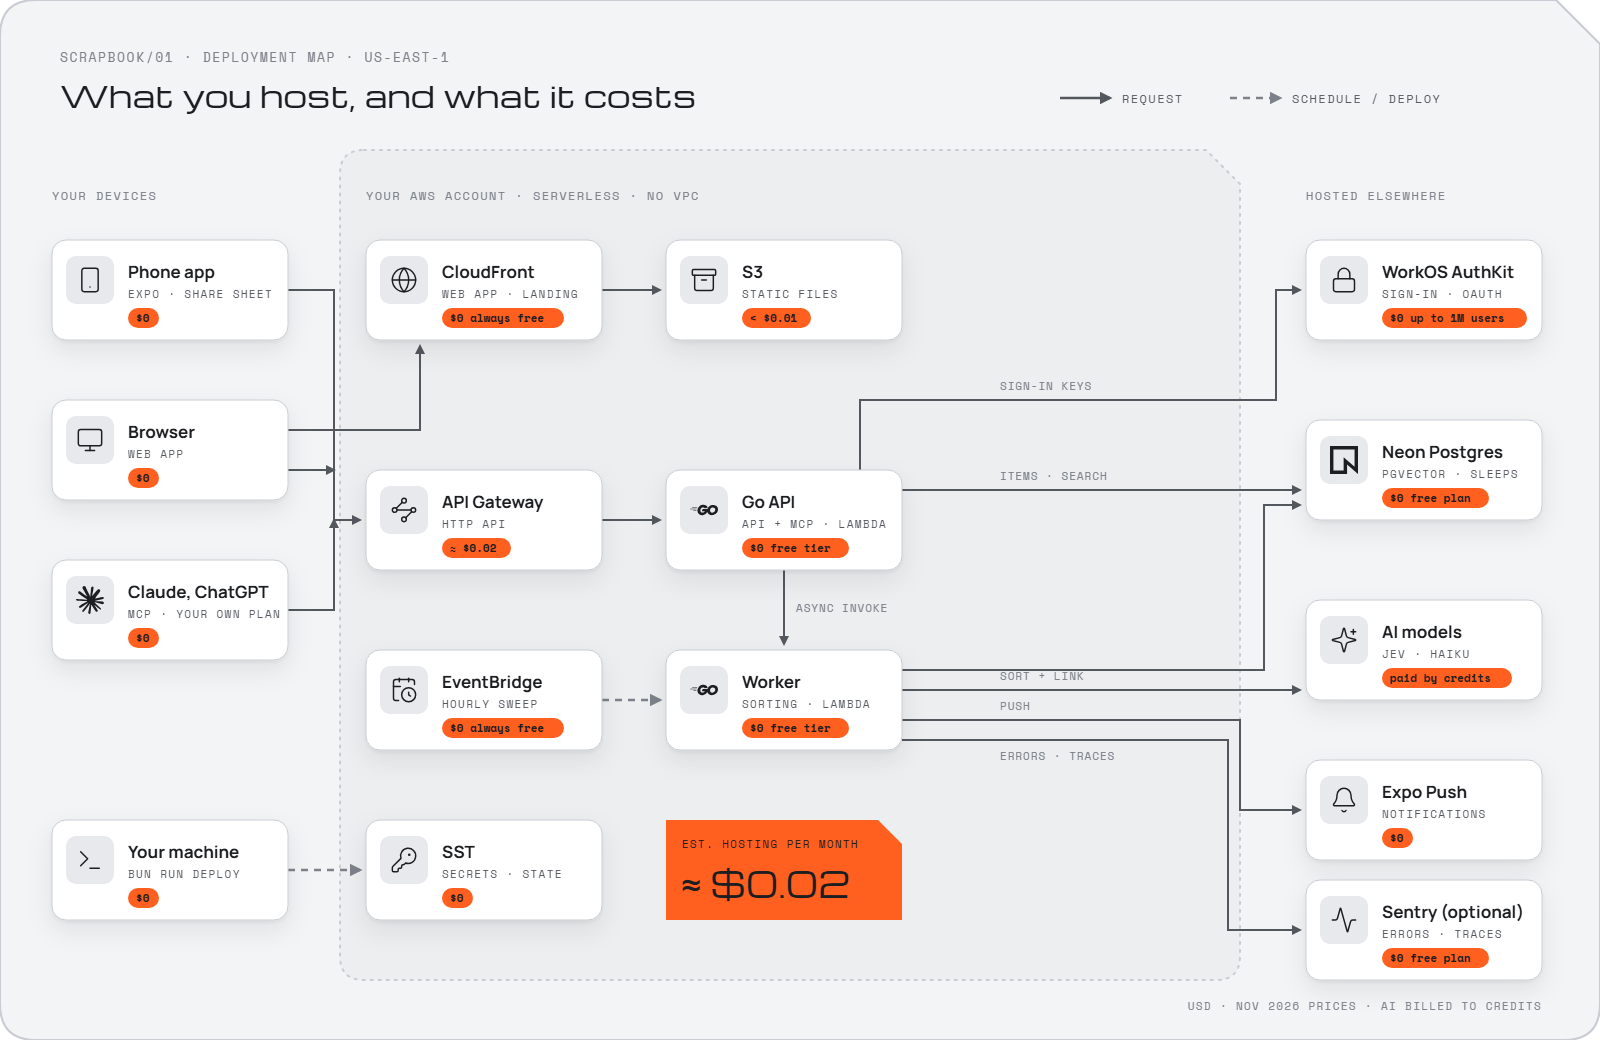 SCRAPBOOK/01 · DEPLOYMENT MAP · US-EAST-1
What you host, and what it costs
REQUEST
SCHEDULE / DEPLOY
YOUR DEVICES
YOUR AWS ACCOUNT · SERVERLESS · NO VPC
HOSTED ELSEWHERE
Phone app
EXPO · SHARE SHEET
$0
CloudFront
WEB APP · LANDING
$0 always free
S3
STATIC FILES
< $0.01
WorkOS AuthKit
SIGN-IN · OAUTH
$0 up to 1M users
SIGN-IN KEYS
Browser
WEB APP
$0
Neon Postgres
PGVECTOR · SLEEPS
$0 free plan
ITEMS · SEARCH
API Gateway
HTTP API
≈ $0.02
GO
Go API
API + MCP · LAMBDA
$0 free tier
Claude, ChatGPT
MCP · YOUR OWN PLAN
$0
ASYNC INVOKE
AI models
JEV · HAIKU
paid by credits
EventBridge
HOURLY SWEEP
$0 always free
GO
Worker
SORTING · LAMBDA
$0 free tier
SORT + LINK
PUSH
ERRORS · TRACES
Expo Push
NOTIFICATIONS
$0
Your machine
BUN RUN DEPLOY
$0
SST
SECRETS · STATE
$0
EST. HOSTING PER MONTH
≈ $0.02
Sentry (optional)
ERRORS · TRACES
$0 free plan
USD · NOV 2026 PRICES · AI BILLED TO CREDITS